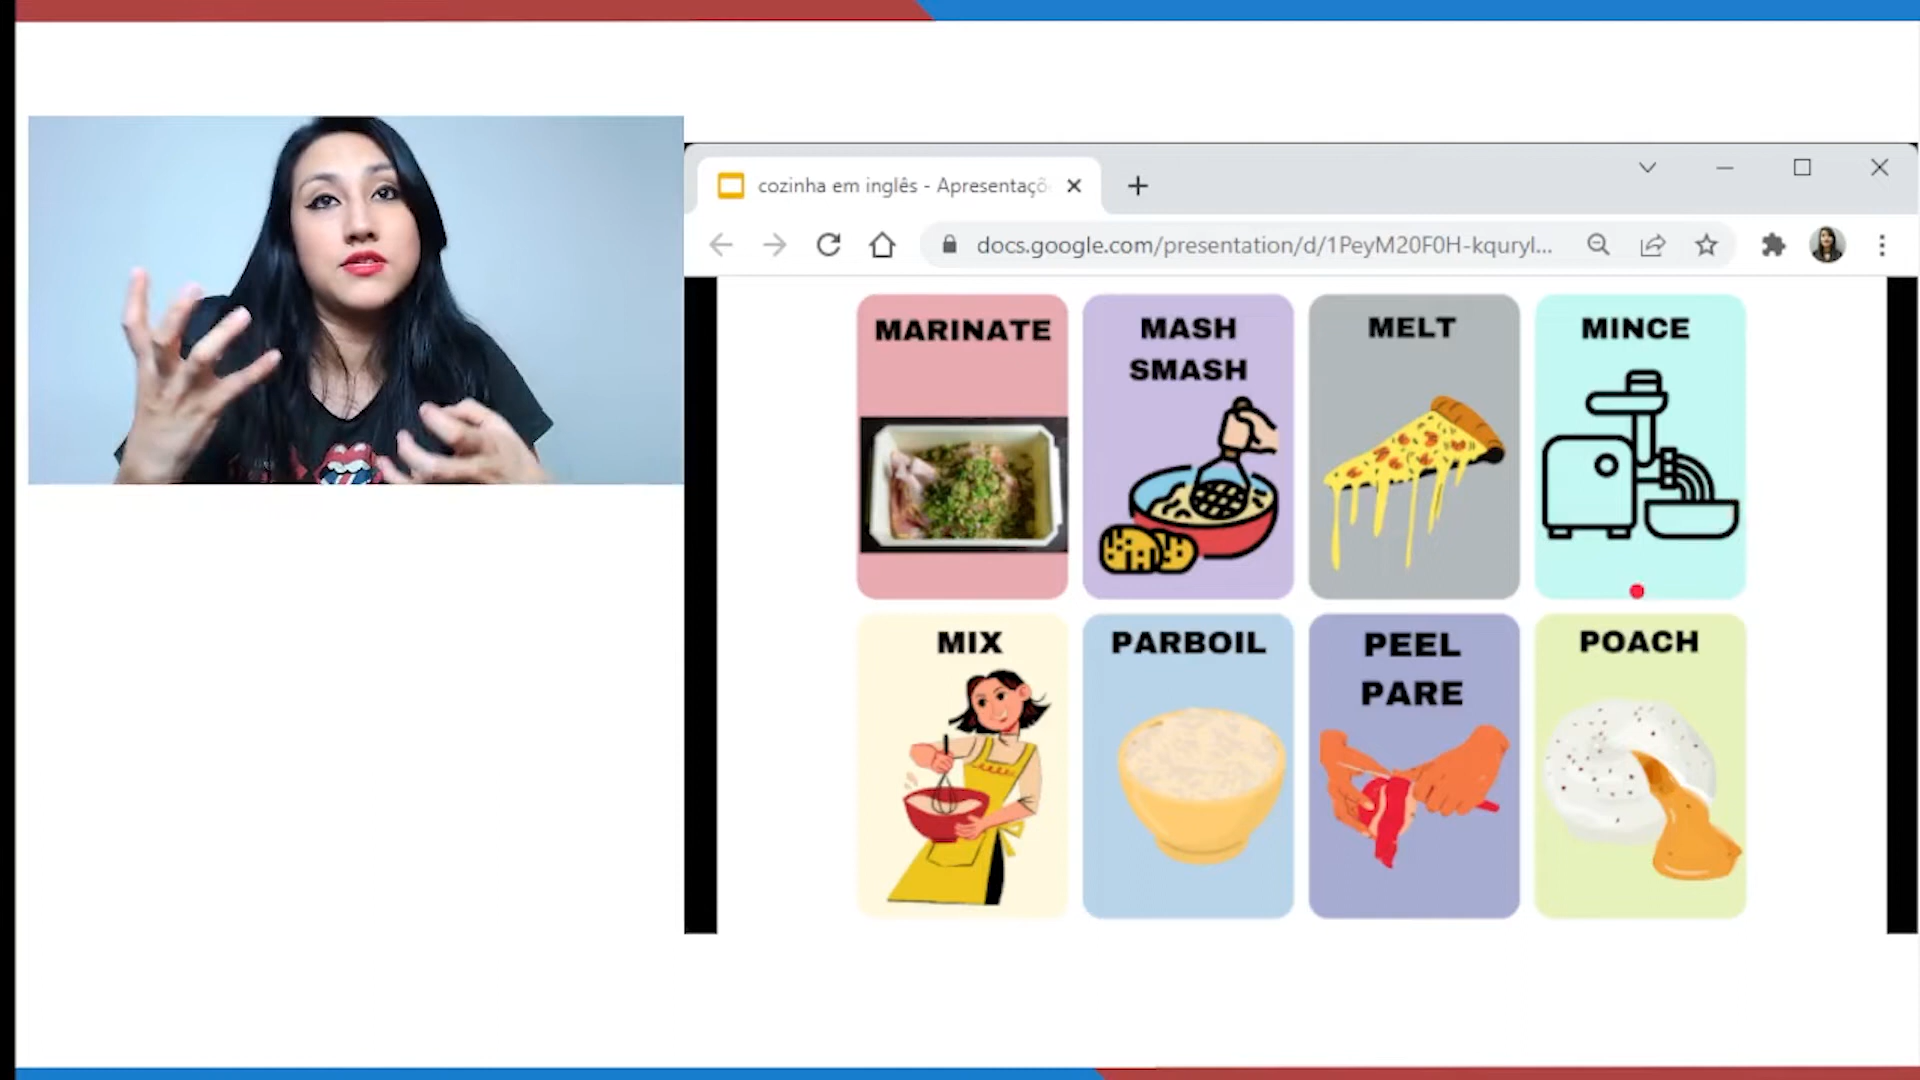 cozinha em inglês - Apresentaçõ
docs.google.com/presentation/d/1PeyM20F0H-kquryl...
MARINATE
MASH
SMASH
MELT
MINCE
MIX
PARBOIL
PEEL
PARE
POACH